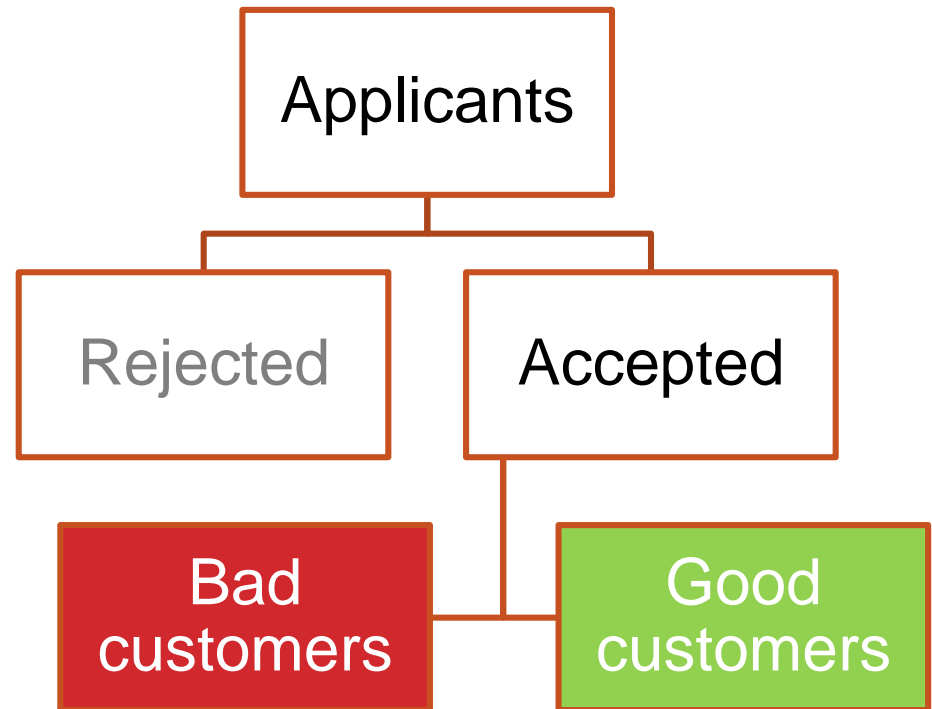 Applicants
Rejected
Accepted
Bad
customers
Good
customers